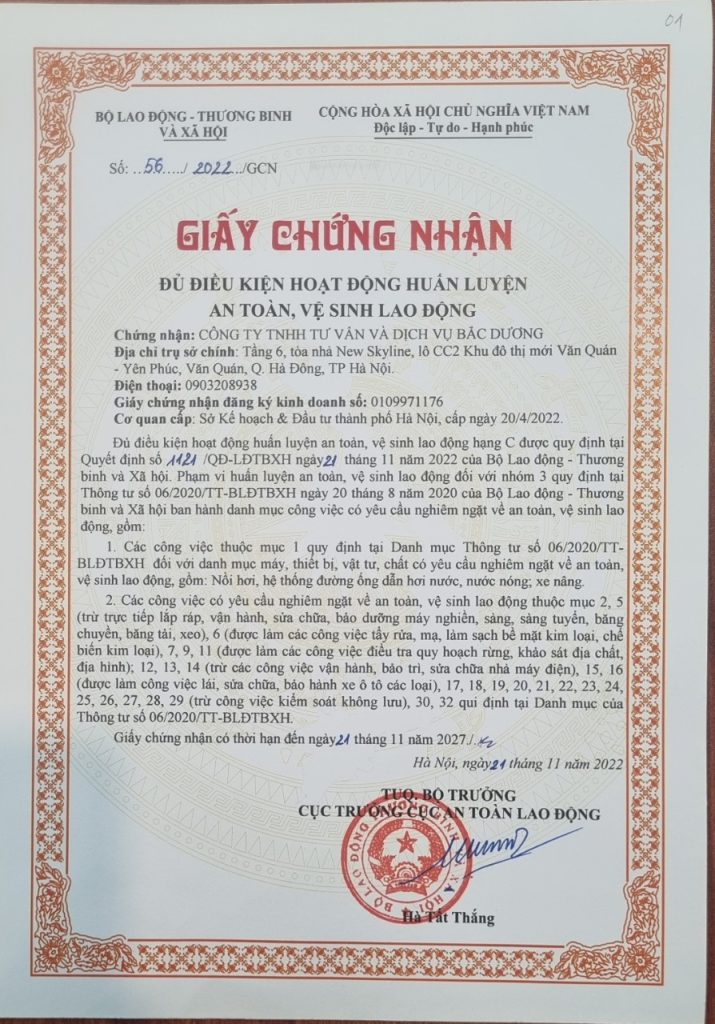 01
BỘ LAO ĐỘNG - THƯƠNG BINH
VÀ XÃ HỘI
CỘNG HÒA XÃ HỘI CHỦ NGHĨA VIỆT NAM
Độc lập - Tự do - Hạnh phúc
Số: ...56...../ 2022../GCN
GIẤY CHỨNG NHẬN
ĐỦ ĐIỀU KIỆN HOẠT ĐỘNG HUẤN LUYỆN
AN TOÀN, VỆ SINH LAO ĐỘNG
Chứng nhận: CÔNG TY TNHH TƯ VẤN VÀ DỊCH VỤ BẮC DƯƠNG
Địa chỉ trụ sở chính: Tầng 6, tòa nhà New Skyline, lô CC2 Khu đô thị mới Văn Quán
- Yên Phúc, Văn Quán, Q. Hà Đông, TP Hà Nội.
Điện thoại: 0903208938
Giấy chứng nhận đăng ký kinh doanh số: 0109971176
Cơ quan cấp: Sở Kế hoạch & Đầu tư thành phố Hà Nội, cấp ngày 20/4/2022.
Đủ điều kiện hoạt động huấn luyện an toàn, vệ sinh lao động hạng C được quy định tại
Quyết định số 1121 /QĐ-LĐTBXH ngày 21 tháng 11 năm 2022 của Bộ Lao động - Thương
binh và Xã hội. Phạm vi huấn luyện an toàn, vệ sinh lao động đối với nhóm 3 quy định tại
Thông tư số 06/2020/TT-BLĐTBXH ngày 20 tháng 8 năm 2020 của Bộ Lao động - Thương
binh và Xã hội ban hành danh mục công việc có yêu cầu nghiêm ngặt về an toàn, vệ sinh lao
động, gồm:
1. Các công việc thuộc mục 1 quy định tại Danh mục Thông tư số 06/2020/TT-
BLĐTBXH đối với danh mục máy, thiết bị, vật tư, chất có yêu cầu nghiêm ngặt về an toàn,
vệ sinh lao động, gồm: Nồi hơi, hệ thống đường ống dẫn hơi nước, nước nóng; xe nâng.
2. Các công việc có yêu cầu nghiêm ngặt về an toàn, vệ sinh lao động thuộc mục 2, 5
(trừ trực tiếp lắp ráp, vận hành, sửa chữa, bảo dưỡng máy nghiền, sàng, sàng tuyển, băng
chuyền, băng tải, xeo), 6 (được làm các công việc tẩy rửa, mạ, làm sạch bề mặt kim loại, chế
biến kim loại), 7, 9, 11 (được làm các công việc điều tra quy hoạch rừng, khảo sát địa chất,
địa hình); 12, 13, 14 (trừ các công việc vận hành, bảo trì, sửa chữa nhà máy điện), 15, 16
(được làm công việc lái, sửa chữa, bảo hành xe ô tô các loại), 17, 18, 19, 20, 21, 22, 23, 24,
25, 26, 27, 28, 29 (trừ công việc kiểm soát không lưu), 30, 32 qui định tại Danh mục của
Thông tư số 06/2020/TT-BLĐTBXH.
Giấy chứng nhận có thời hạn đến ngày 21 tháng 11 năm 2027./.
Hà Nội, ngày 21 tháng 11 năm 2022
TUQ. BỘ TRƯỞNG
CỤC TRƯỞNG CỤC AN TOÀN LAO ĐỘNG
Hà Tất Thắng